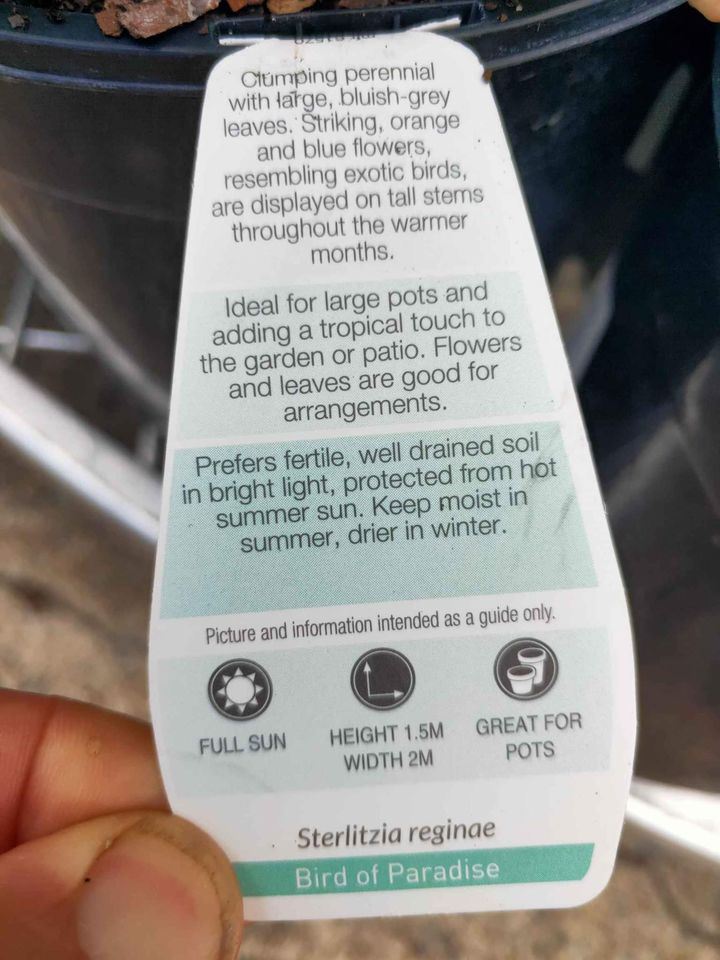 Clumping perennial
with large, bluish-grey
leaves. Striking, orange
and blue flowers,
resembling exotic birds,
are displayed on tall stems
throughout the warmer
months.
Ideal for large pots and
adding a tropical touch to
the garden or patio. Flowers
and leaves are good for
arrangements.
Prefers fertile, well drained soil
in bright light, protected from hot
summer sun. Keep moist in
summer, drier in winter.
Picture and information intended as a guide only.
FULL SUN
HEIGHT 1.5M
WIDTH 2M
GREAT FOR
POTS
Sterlitzia reginae
Bird of Paradise